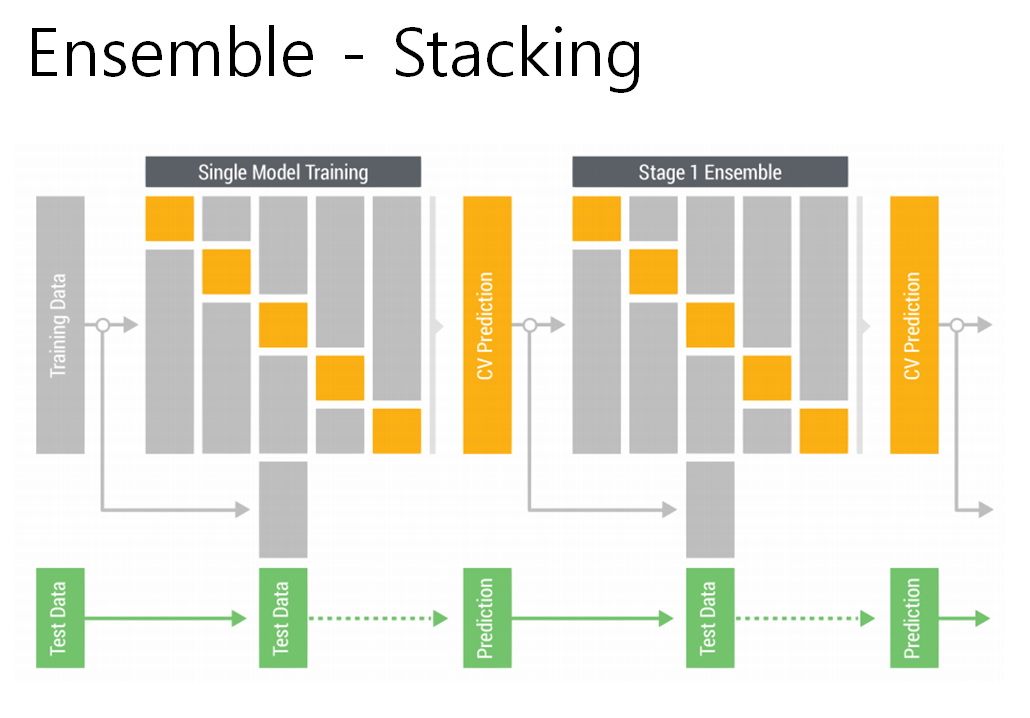 Ensemble - Stacking
Single Model Training
Stage 1 Ensemble
Training Data
CV Prediction
CV Prediction
Test Data
Test Data
Prediction
Test Data
Prediction